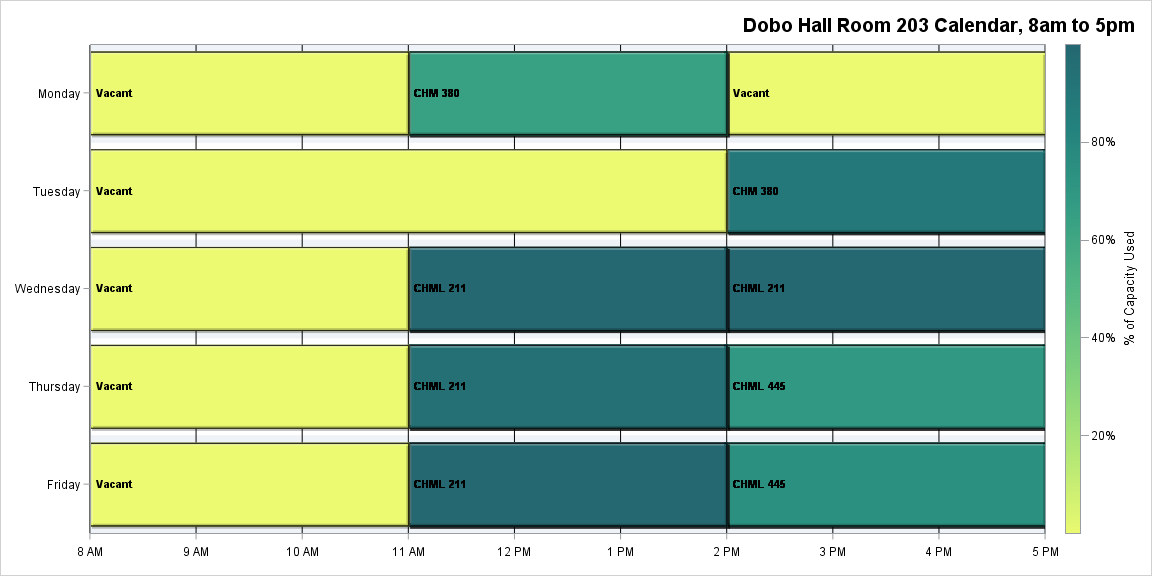 Dobo Hall Room 203 Calendar, 8am to 5pm
Monday
Vacant
CHM 380
Vacant
Tuesday
Vacant
CHM 380
Wednesday
Vacant
CHML 211
CHML 211
Thursday
Vacant
CHML 211
CHML 445
Friday
Vacant
CHML 211
CHML 445
8 AM
9 AM
10 AM
11 AM
12 PM
1 PM
2 PM
3 PM
4 PM
5 PM
80%
60%
40%
20%
% of Capacity Used